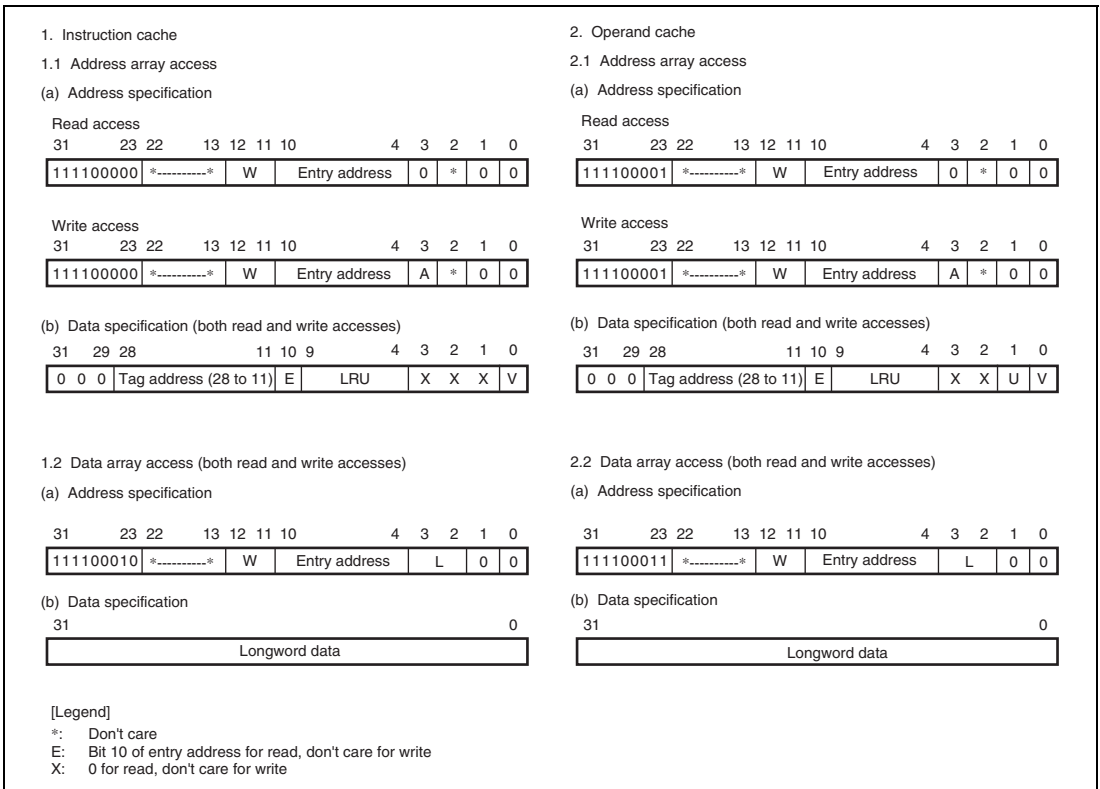 1. Instruction cache
1.1 Address array access
(a) Address specification
Read access
31 23 22 13 12 11 10 4 3 2 1 0
111100000 *----------* W Entry address 0 * 0 0
Write access
31 23 22 13 12 11 10 4 3 2 1 0
111100000 *----------* W Entry address A * 0 0
(b) Data specification (both read and write accesses)
31 29 28 11 10 9 4 3 2 1 0
0 0 0 Tag address (28 to 11) E LRU X X X V
1.2 Data array access (both read and write accesses)
(a) Address specification
31 23 22 13 12 11 10 4 3 2 1 0
111100010 *----------* W Entry address L 0 0
(b) Data specification
31 0
Longword data
2. Operand cache
2.1 Address array access
(a) Address specification
Read access
31 23 22 13 12 11 10 4 3 2 1 0
111100001 *----------* W Entry address 0 * 0 0
Write access
31 23 22 13 12 11 10 4 3 2 1 0
111100001 *----------* W Entry address A * 0 0
(b) Data specification (both read and write accesses)
31 29 28 11 10 9 4 3 2 1 0
0 0 0 Tag address (28 to 11) E LRU X X U V
2.2 Data array access (both read and write accesses)
(a) Address specification
31 23 22 13 12 11 10 4 3 2 1 0
111100011 *----------* W Entry address L 0 0
(b) Data specification
31 0
Longword data
[Legend]
*: Don't care
E: Bit 10 of entry address for read, don't care for write
X: 0 for read, don't care for write